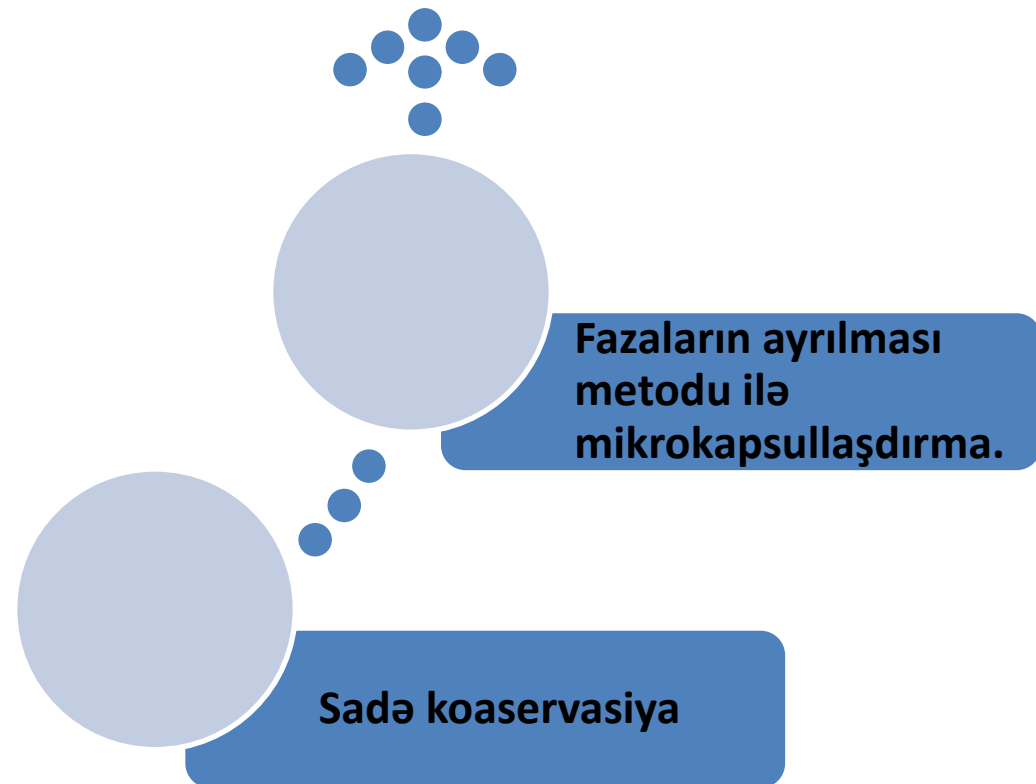 Fazaların ayrılması
metodu ilə
mikrokapsullaşdırma.
Sadə koaservasiya